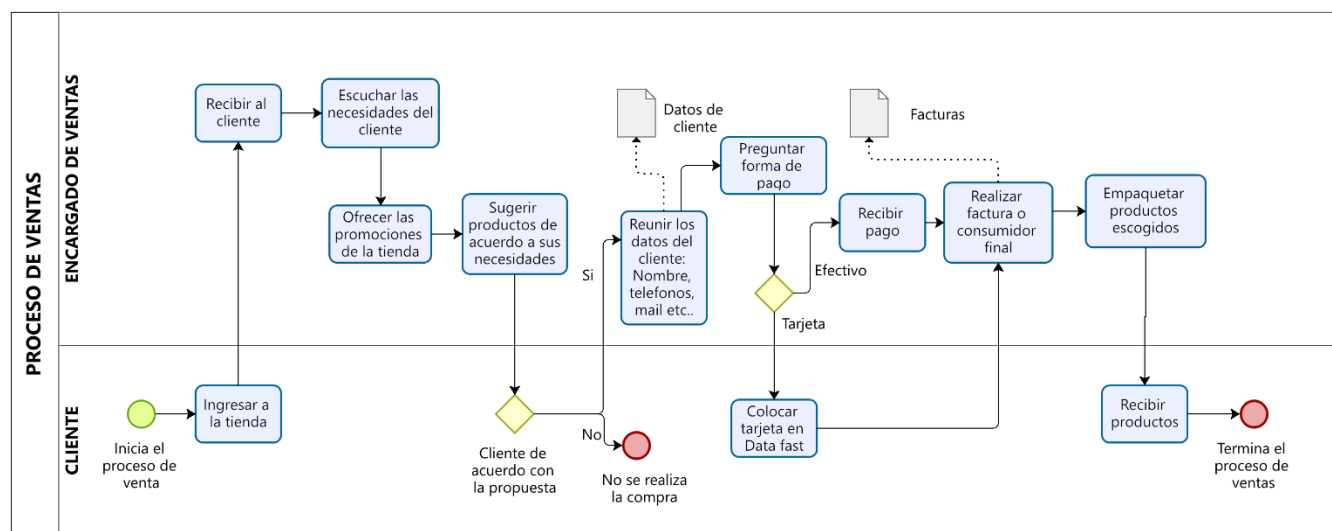 PROCESO DE VENTAS
ENCARGADO DE VENTAS
Recibir al
cliente
Escuchar las
necesidades del
cliente
Ofrecer las
promociones
de la tienda
Sugerir
productos de
acuerdo a sus
necesidades
Si
Datos de
cliente
Reunir los
datos del
cliente:
Nombre,
telefonos,
mail etc..
Preguntar
forma de
pago
Efectivo
Tarjeta
Recibir
pago
Facturas
Realizar
factura o
consumidor
final
Empaquetar
productos
escogidos
CLIENTE
Inicia el
proceso de
venta
Ingresar a
la tienda
Cliente de
acuerdo con
la propuesta
No
No se realiza
la compra
Colocar
tarjeta en
Data fast
Recibir
productos
Termina el
proceso de
ventas